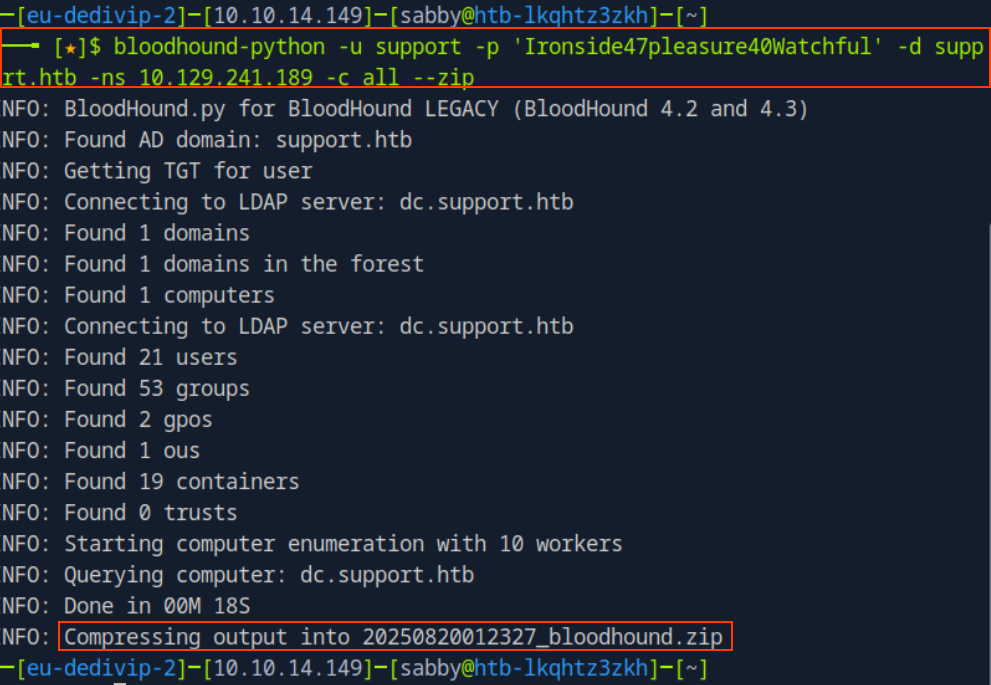 ─[eu-dedivip-2]─[10.10.14.149]─[sabby@htb-lkqhtz3zkh]─[~]
──╼ [★]$ bloodhound-python -u support -p 'Ironside47pleasure40Watchful' -d supp
rt.htb -ns 10.129.241.189 -c all --zip
NFO: BloodHound.py for BloodHound LEGACY (BloodHound 4.2 and 4.3)
NFO: Found AD domain: support.htb
NFO: Getting TGT for user
NFO: Connecting to LDAP server: dc.support.htb
NFO: Found 1 domains
NFO: Found 1 domains in the forest
NFO: Found 1 computers
NFO: Connecting to LDAP server: dc.support.htb
NFO: Found 21 users
NFO: Found 53 groups
NFO: Found 2 gpos
NFO: Found 1 ous
NFO: Found 19 containers
NFO: Found 0 trusts
NFO: Starting computer enumeration with 10 workers
NFO: Querying computer: dc.support.htb
NFO: Done in 00M 18S
NFO: Compressing output into 20250820012327_bloodhound.zip
─[eu-dedivip-2]─[10.10.14.149]─[sabby@htb-lkqhtz3zkh]─[~]